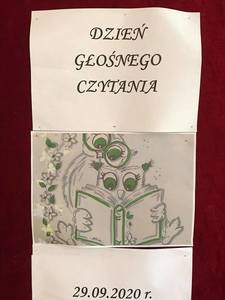 DZIEŃ
GŁOŚNEGO
CZYTANIA
29.09.2020 r.